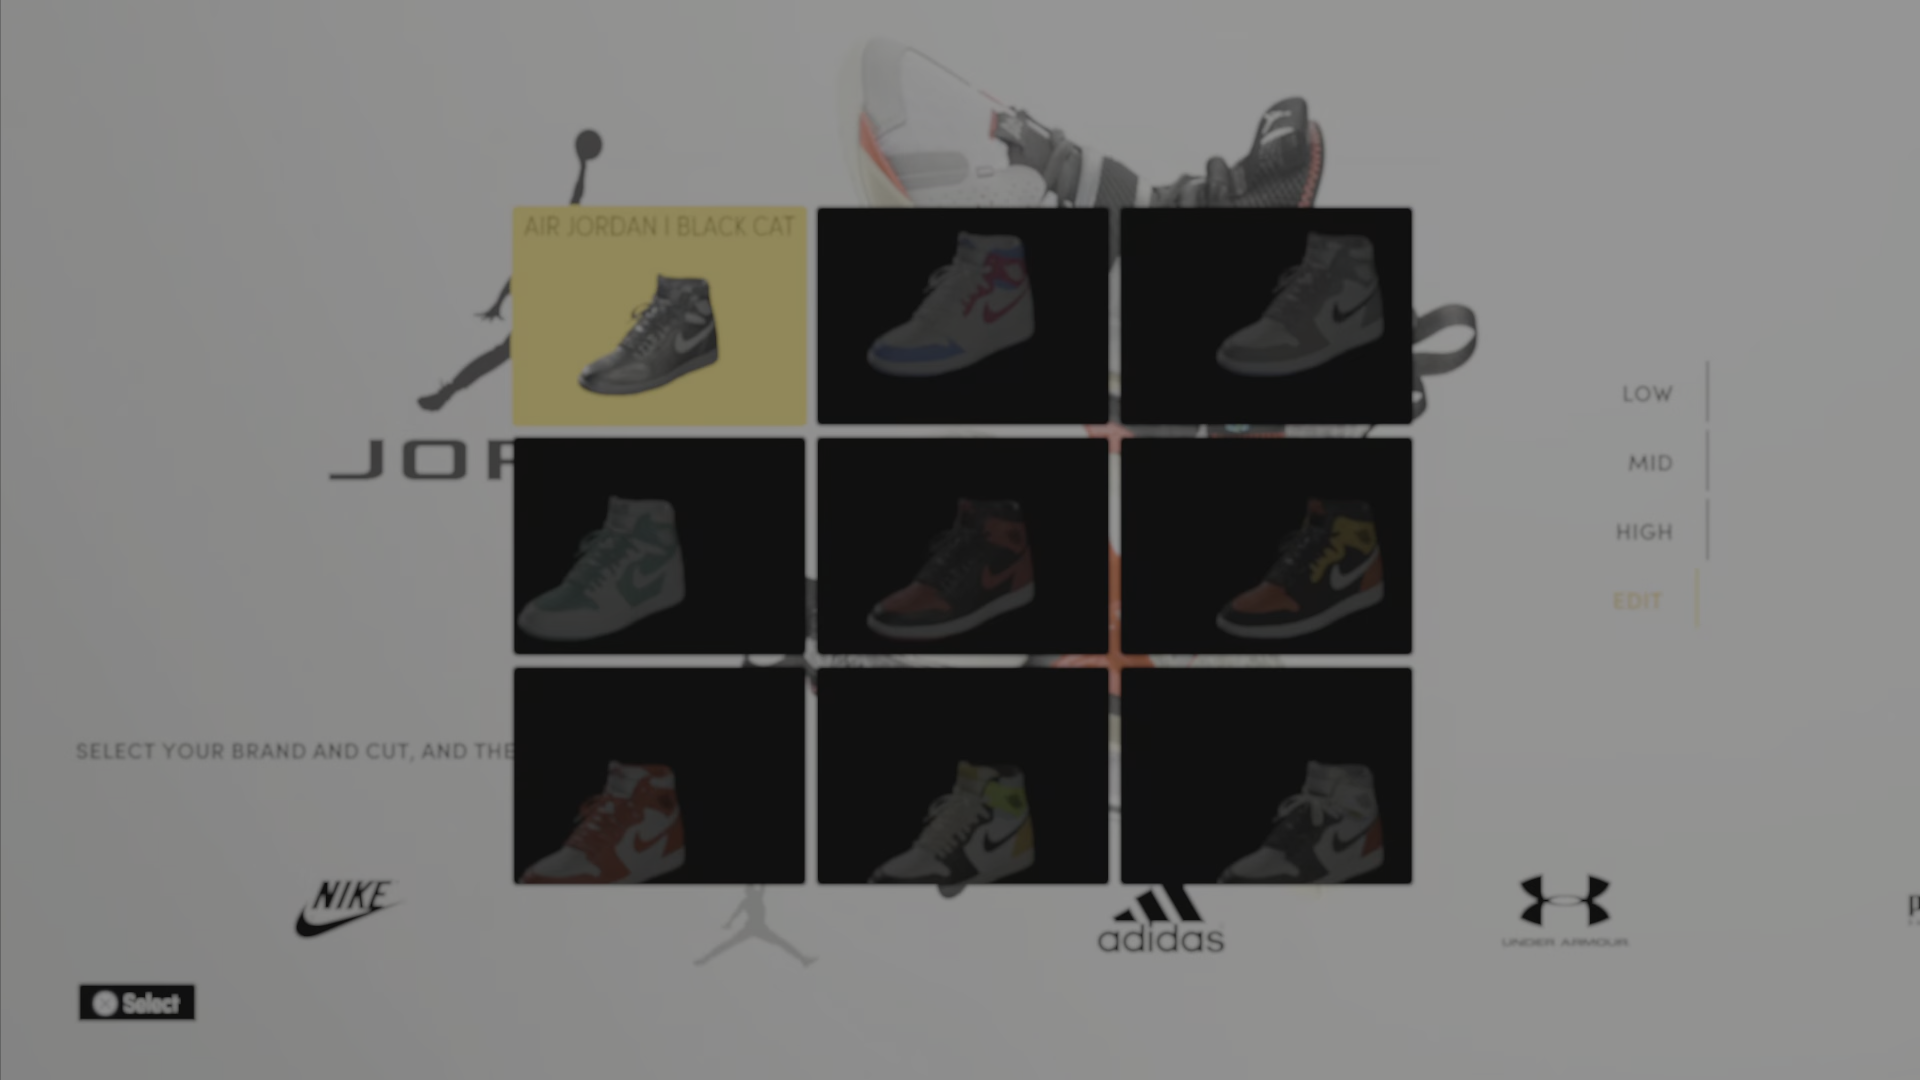 AIR JORDAN I BLACK CAT
LOW
MID
HIGH
EDIT
SELECT YOUR BRAND AND CUT, AND THE
NIKE
adidas
UNDER ARMOUR
Select